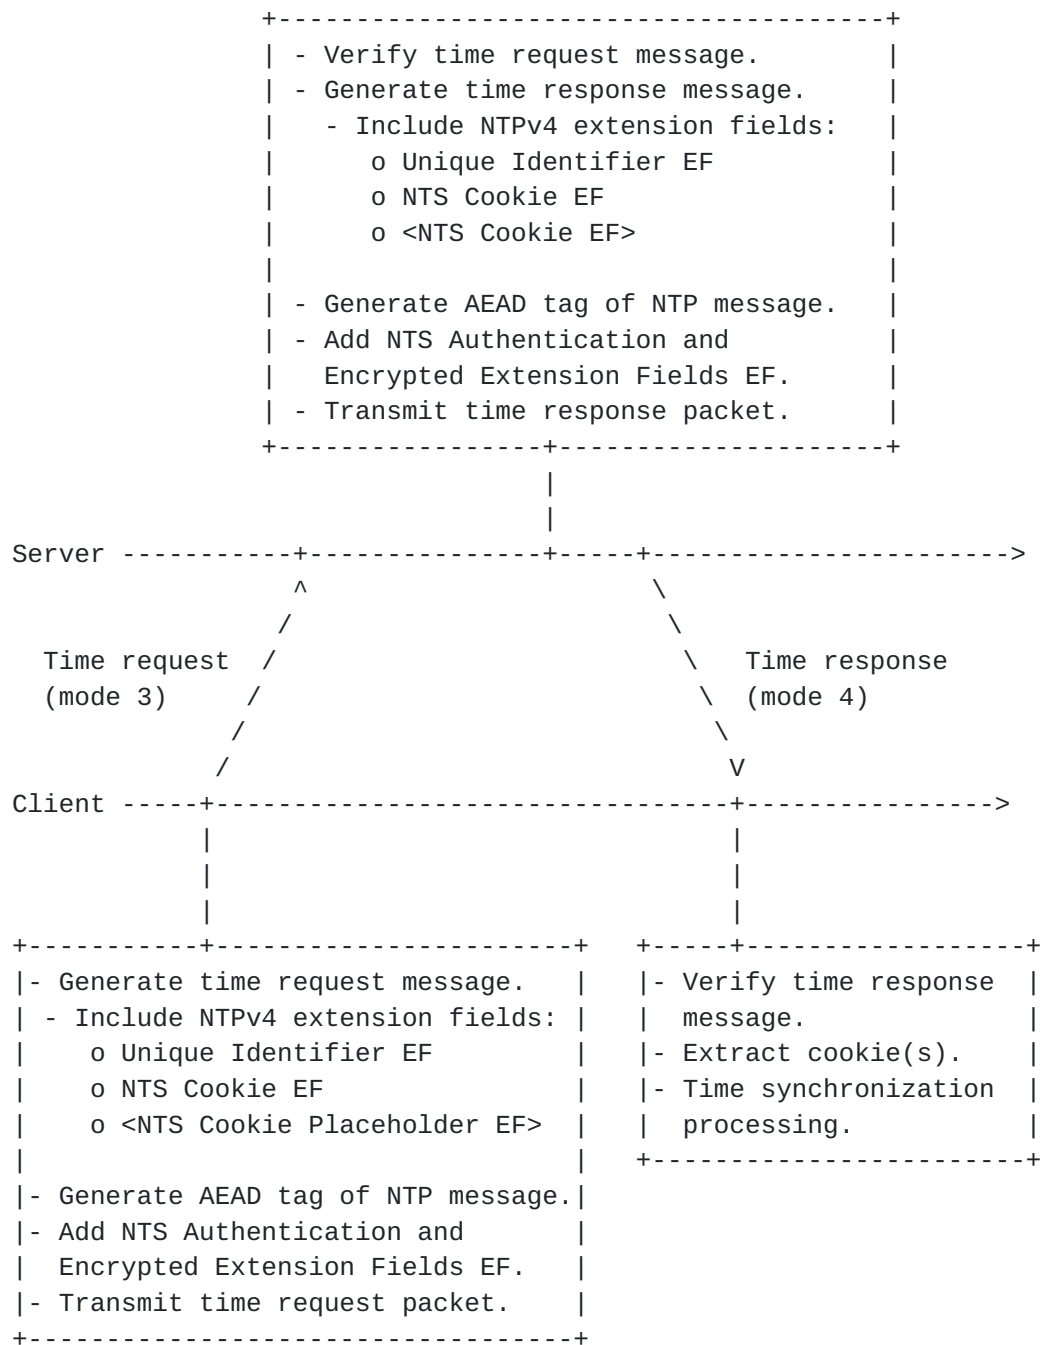 - Verify time request message.
- Generate time response message.
- Include NTPv4 extension fields:
o Unique Identifier EF
o NTS Cookie EF
o <NTS Cookie EF>
- Generate AEAD tag of NTP message.
- Add NTS Authentication and
Encrypted Extension Fields EF.
- Transmit time response packet.
Server
Time request
(mode 3)
Time response
(mode 4)
Client
- Generate time request message.
- Include NTPv4 extension fields:
o Unique Identifier EF
o NTS Cookie EF
o <NTS Cookie Placeholder EF>
- Generate AEAD tag of NTP message.
- Add NTS Authentication and
Encrypted Extension Fields EF.
- Transmit time request packet.
- Verify time response
message.
- Extract cookie(s).
- Time synchronization
processing.